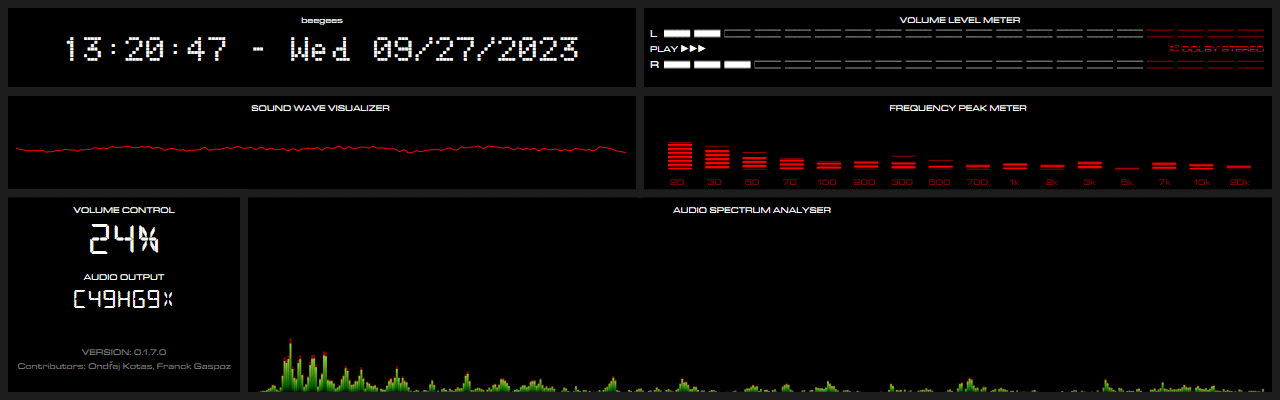 beegees
13:20:47 - Wed 09/27/2023
VOLUME LEVEL METER
L
PLAY ▶▶▶
DOLBY STEREO
R
SOUND WAVE VISUALIZER
FREQUENCY PEAK METER
20 30 50 70 100 200 300 500 700 1k 2k 3k 5k 7k 10k 20k
VOLUME CONTROL
24%
AUDIO OUTPUT
C49HG9X
VERSION: 0.1.7.0
Contributors: Ondřej Kotas, Franck Gaspoz
AUDIO SPECTRUM ANALYSER